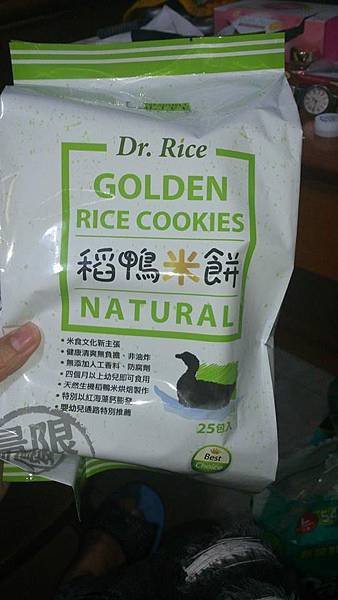 Dr. Rice
GOLDEN
RICE COOKIES
稻鴨米餅
NATURAL
• 米食文化新主張
• 健康清爽無負擔、非油炸
• 無添加人工香料、防腐劑
• 四個月以上幼兒即可食用
• 天然生機稻鴨米烘焙製作
• 特別以紅海藻鈣膨發
• 嬰幼兒通路特別推薦
25包入
Best
Choice